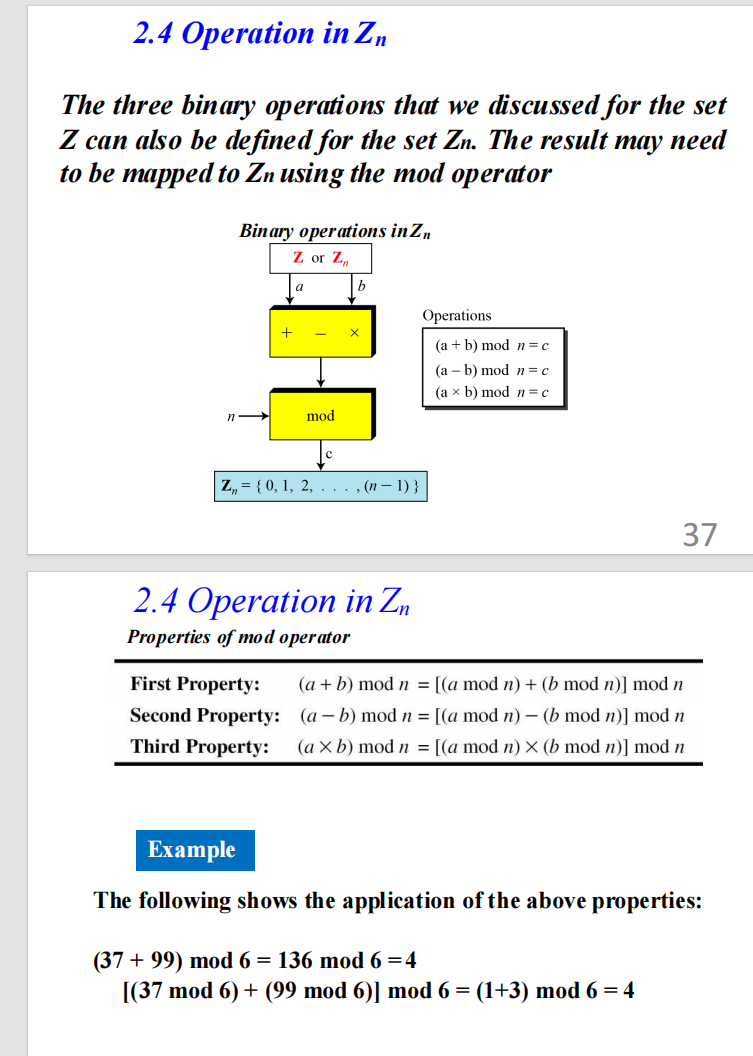 2.4 Operation in Zn
The three binary operations that we discussed for the set
Z can also be defined for the set Zn. The result may need
to be mapped to Zn using the mod operator
Binary operations in Zn
Z or Zn
a b
+ − ×
Operations
(a + b) mod n = c
(a − b) mod n = c
(a × b) mod n = c
n
mod
c
Zn = { 0, 1, 2, . . . , (n − 1) }
37
2.4 Operation in Zn
Properties of mod operator
First Property: (a + b) mod n = [(a mod n) + (b mod n)] mod n
Second Property: (a − b) mod n = [(a mod n) − (b mod n)] mod n
Third Property: (a × b) mod n = [(a mod n) × (b mod n)] mod n
Example
The following shows the application of the above properties:
(37 + 99) mod 6 = 136 mod 6 =4
[(37 mod 6) + (99 mod 6)] mod 6 = (1+3) mod 6 = 4